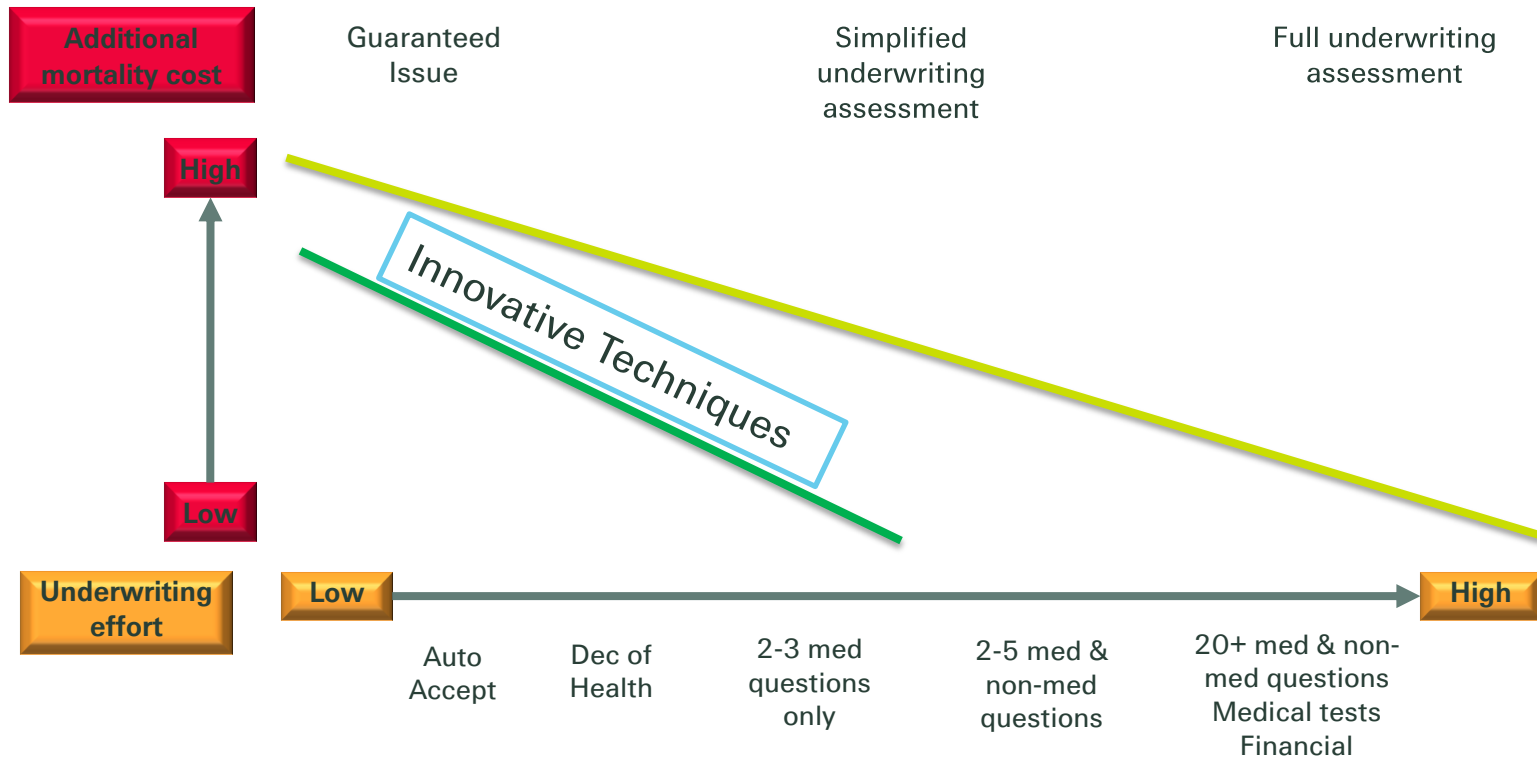 Additional
mortality cost
Guaranteed
Issue
Simplified
underwriting
assessment
Full underwriting
assessment
High
Innovative Techniques
Low
Underwriting
effort
Low
High
Auto
Accept
Dec of
Health
2-3 med
questions
only
2-5 med &
non-med
questions
20+ med & non-
med questions
Medical tests
Financial